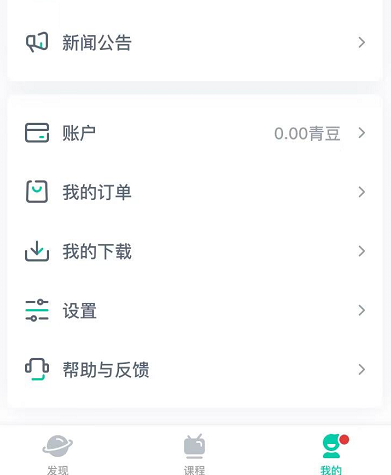 新闻公告
账户 0.00青豆
我的订单
我的下载
设置
帮助与反馈
发现 课程 我的